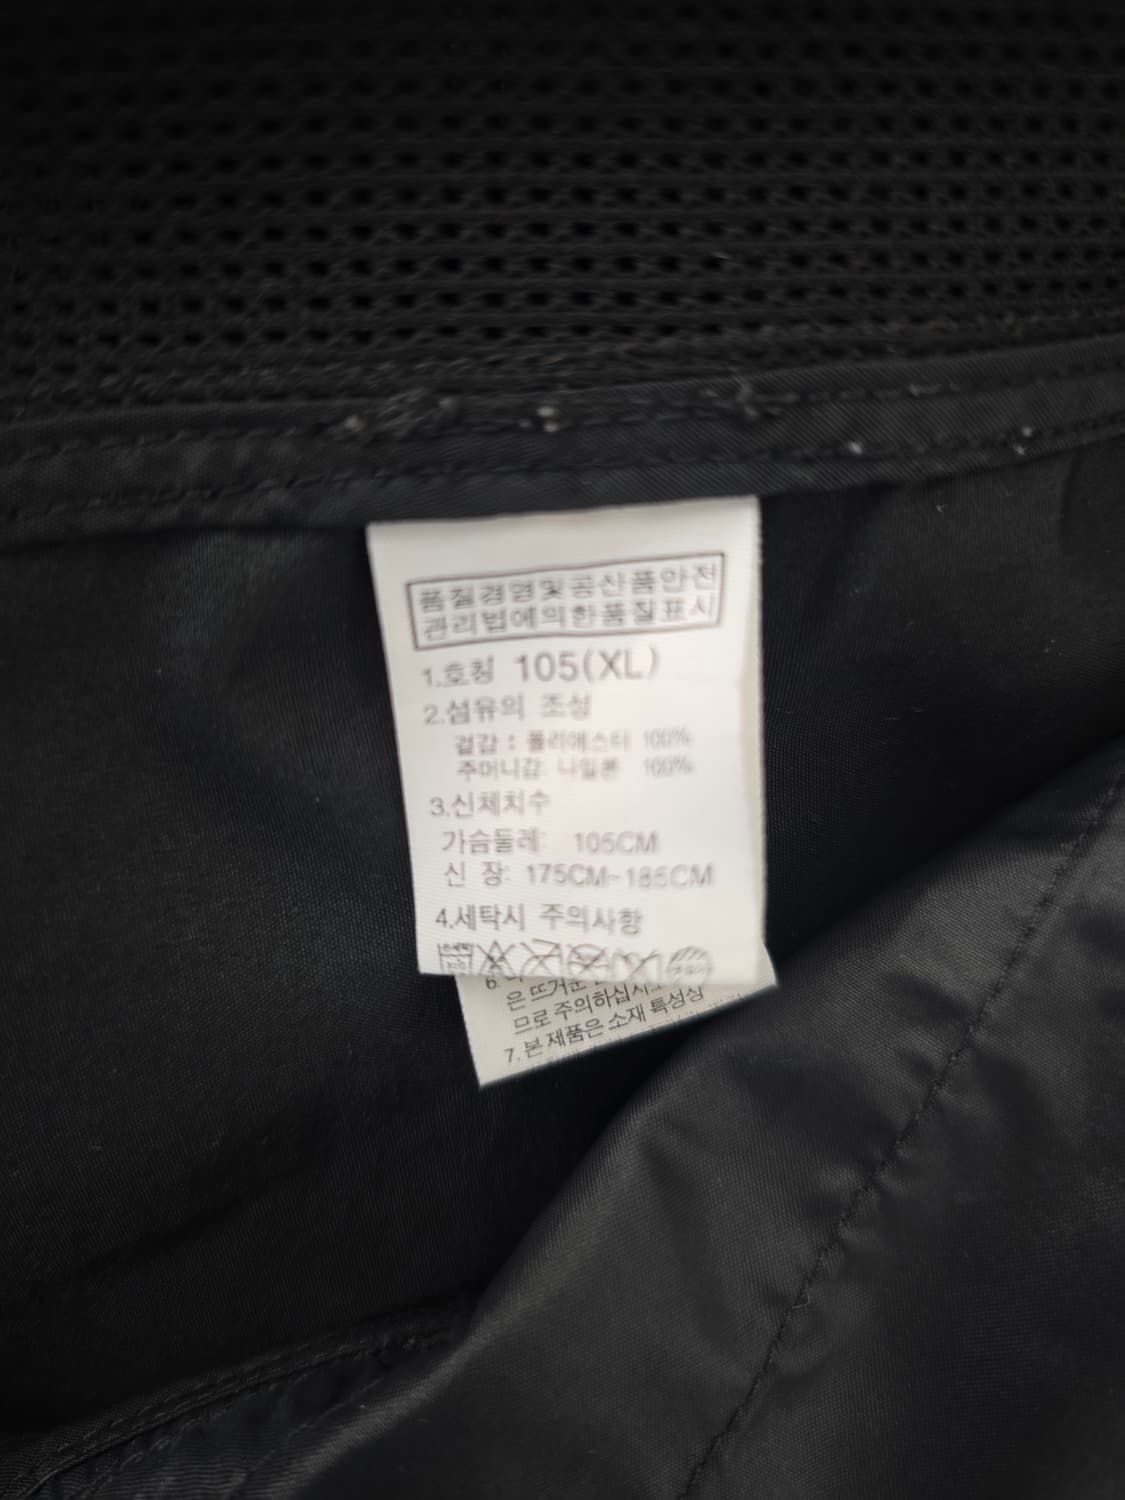 품질경영및공산품안전
관리법에의한품질표시
1.호칭 105(XL)
2.섬유의 조성
겉감 : 폴리에스터 100%
주머니감: 나일론 100%
3.신체치수
가슴둘레: 105CM
신 장: 175CM~185CM
4.세탁시 주의사항
6.
은 뜨거운
므로 주의하십시오
7. 본 제품은 소재 특성상